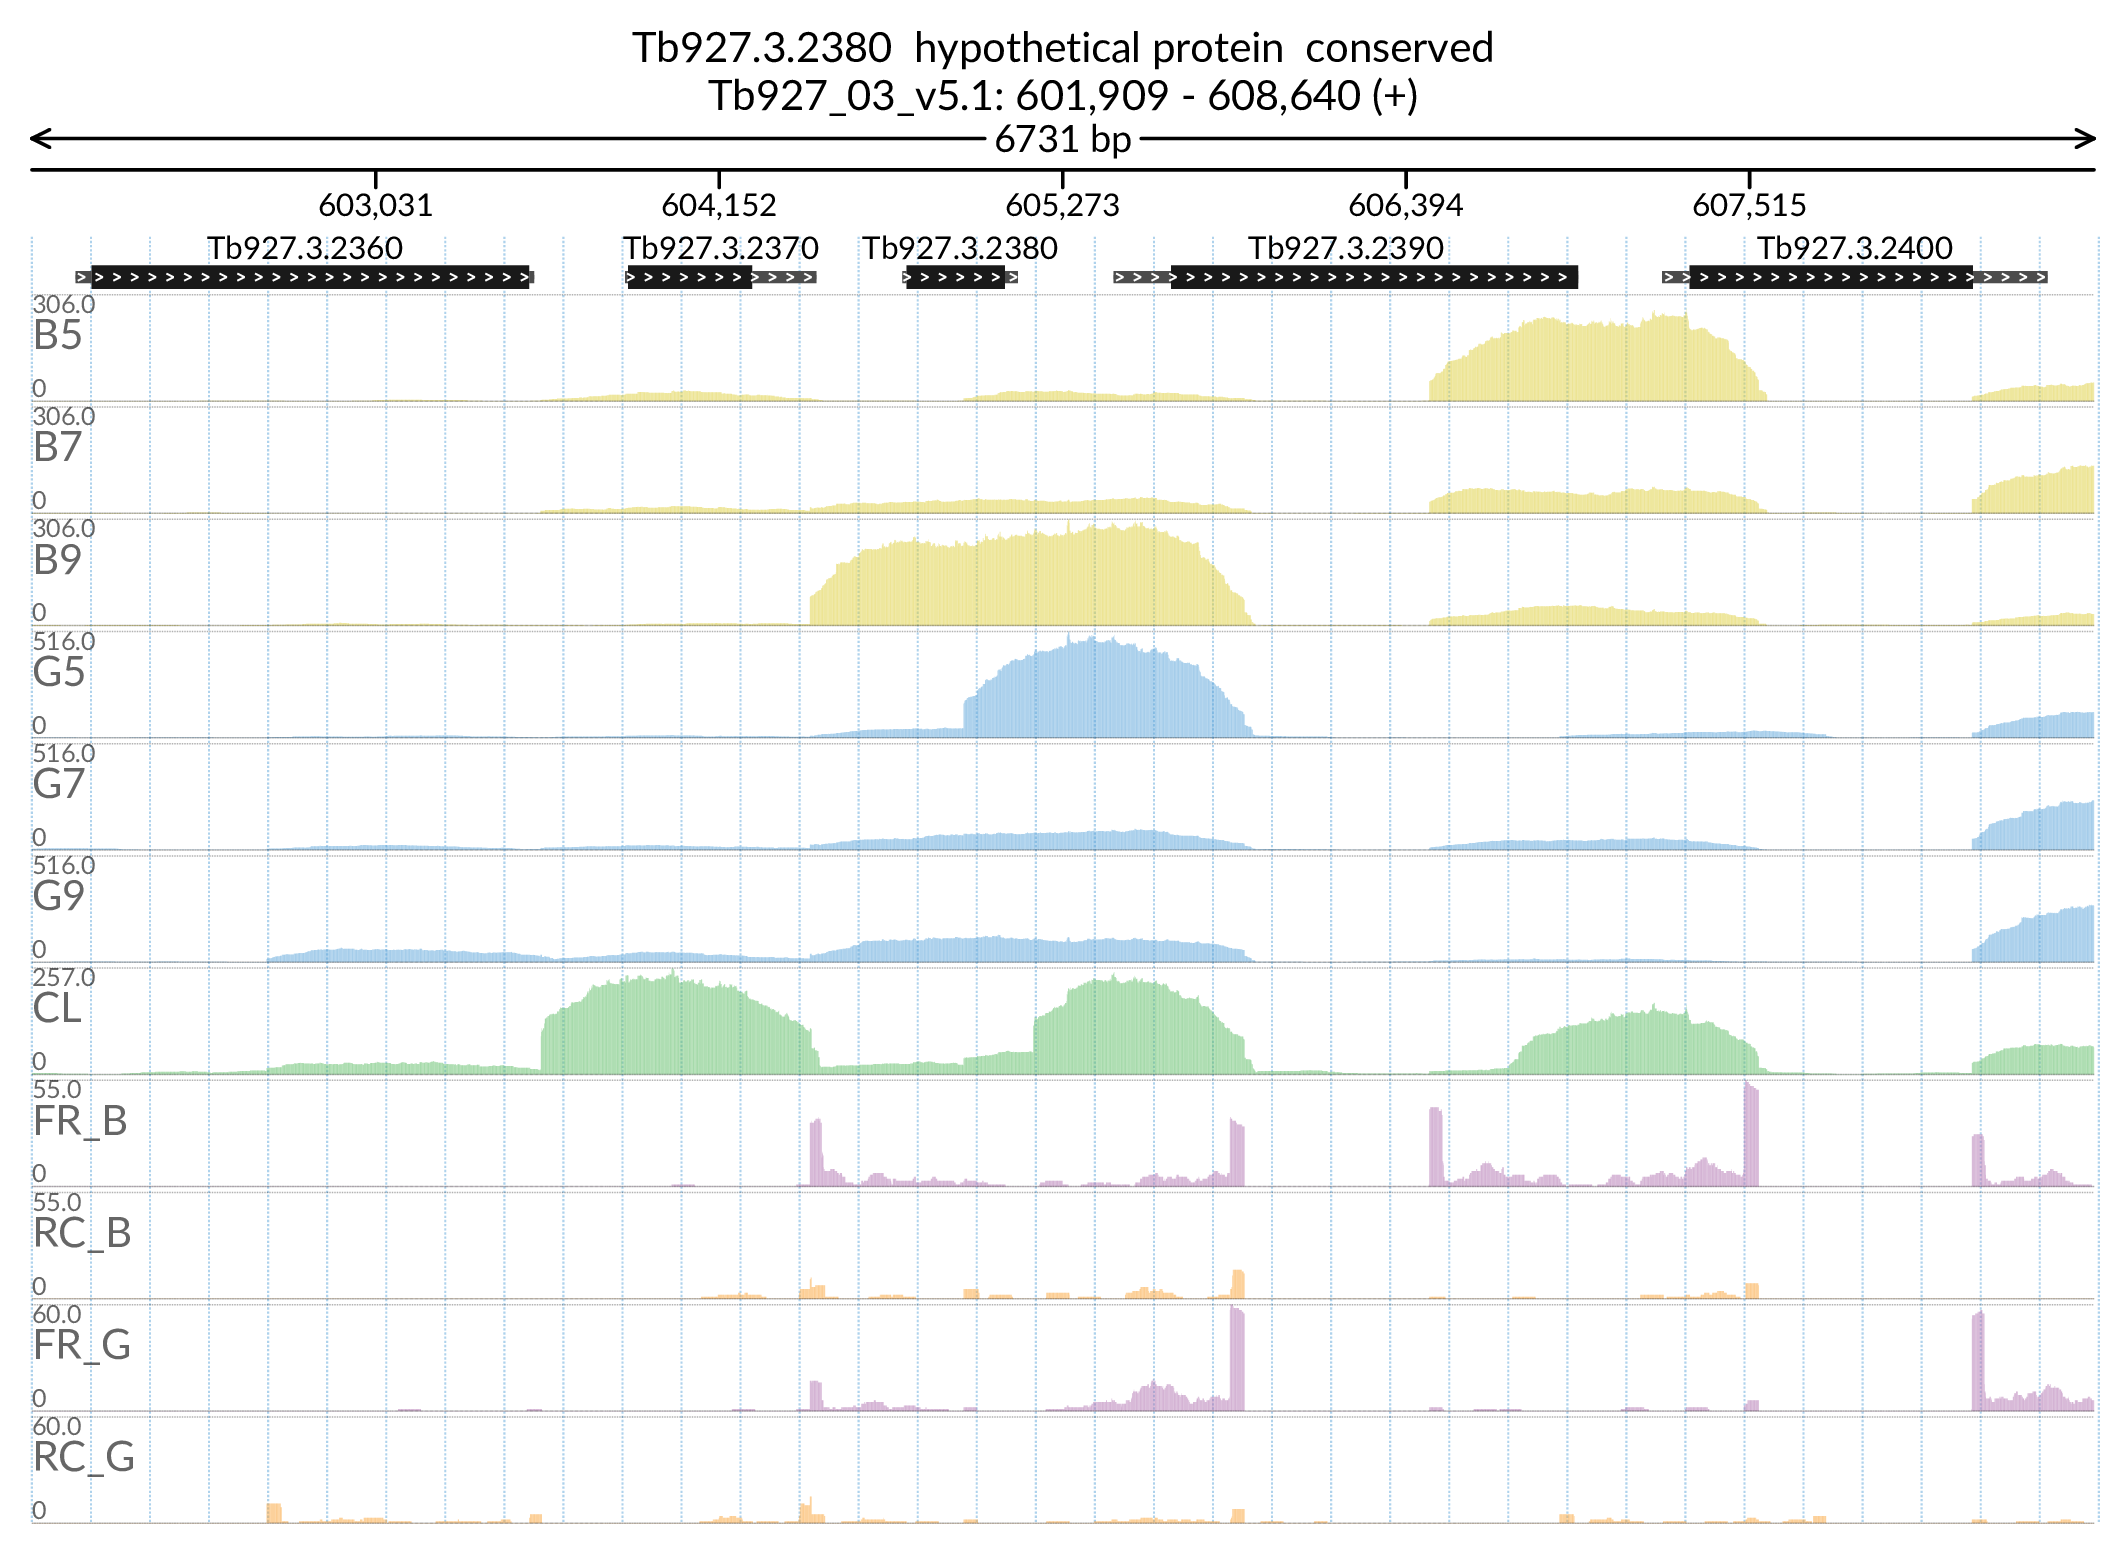 Tb927.3.2380  hypothetical protein  conserved
Tb927_03_v5.1: 601,909 - 608,640 (+)
6731 bp
603,031 604,152 605,273 606,394 607,515
Tb927.3.2360 Tb927.3.2370 Tb927.3.2380 Tb927.3.2390 Tb927.3.2400
306.0
B5
0
306.0
B7
0
306.0
B9
0
516.0
G5
0
516.0
G7
0
516.0
G9
0
257.0
CL
0
55.0
FR_B
0
55.0
RC_B
0
60.0
FR_G
0
60.0
RC_G
0